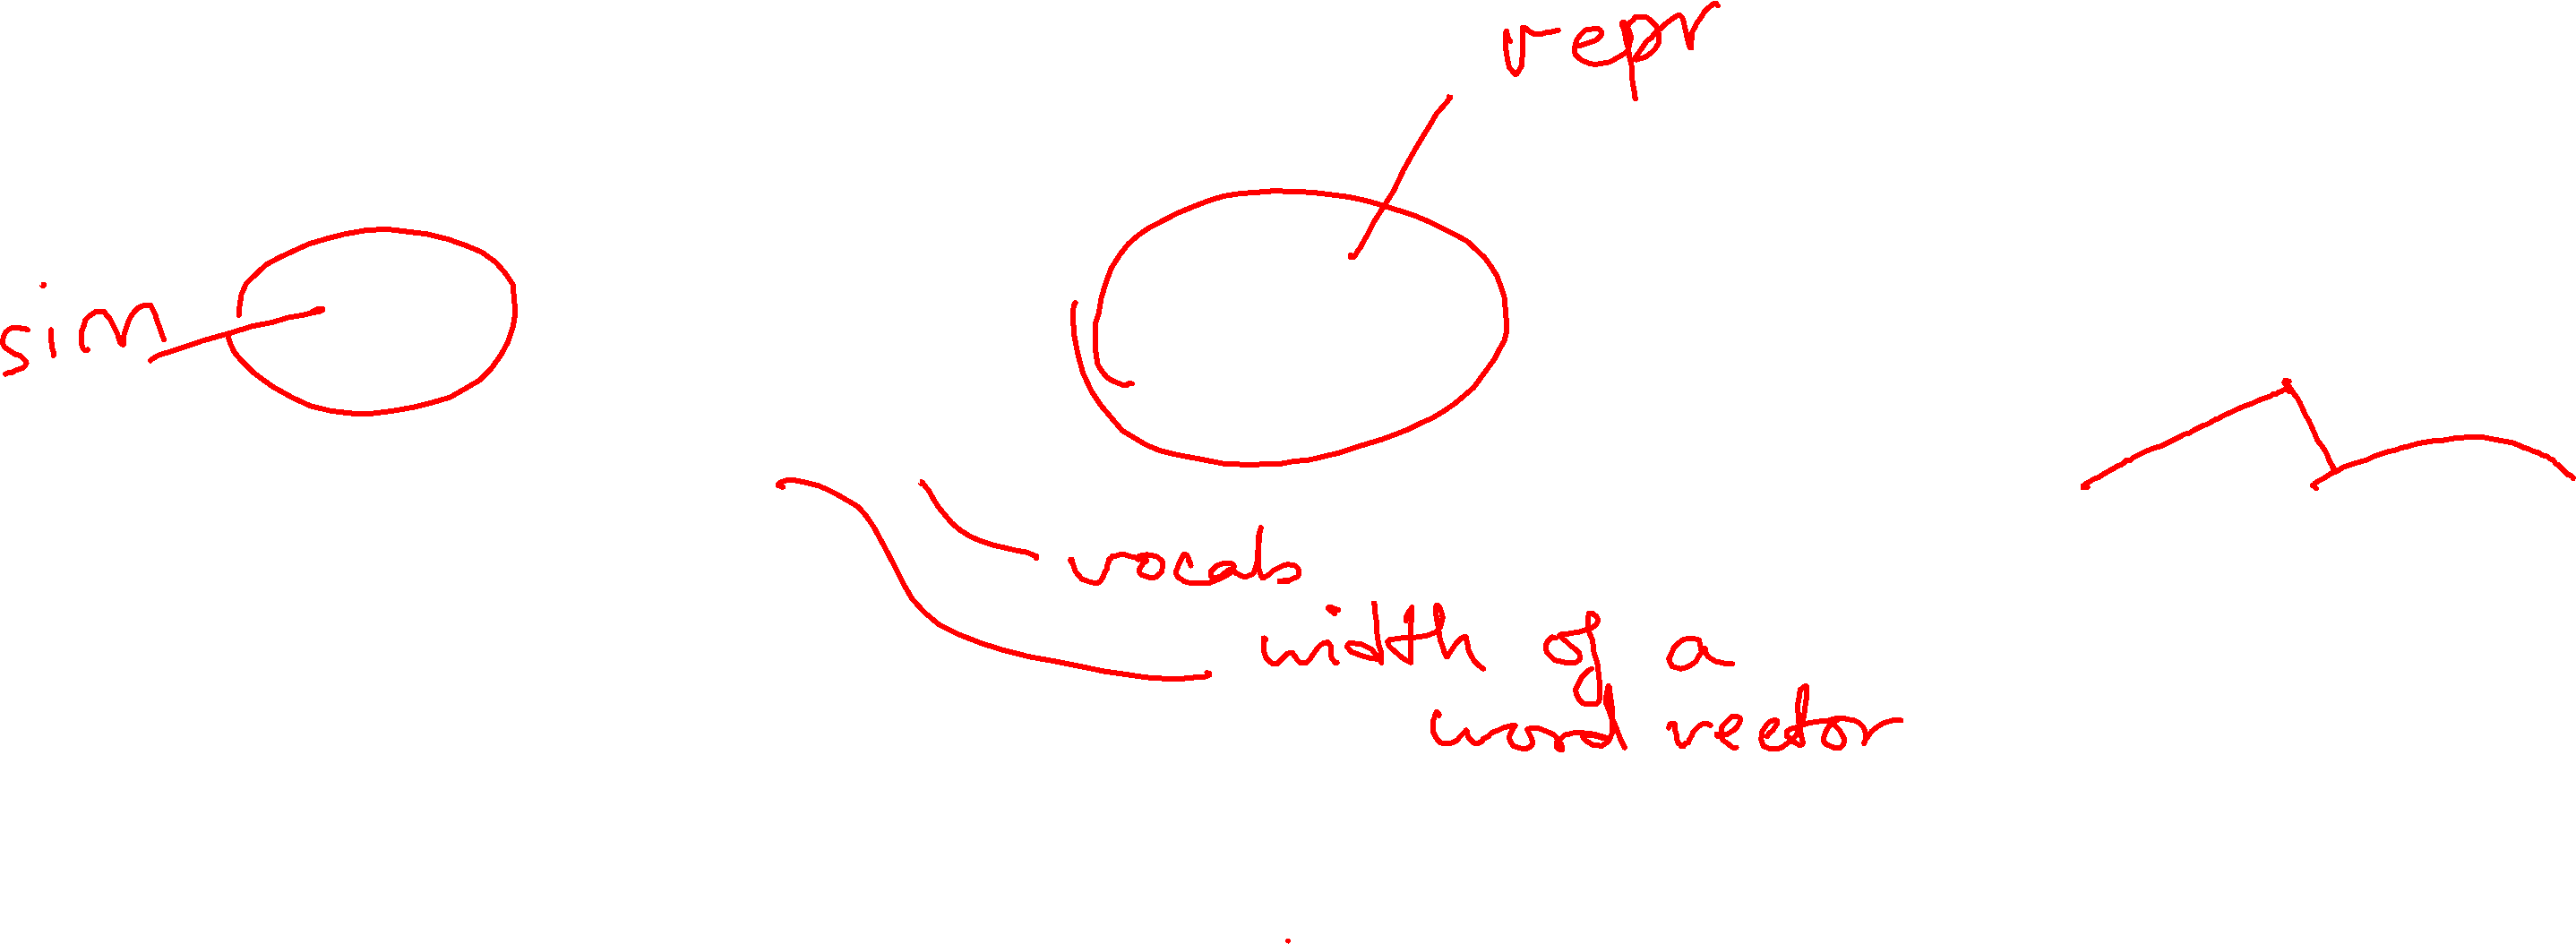 repr
sim
vocab
width of a
word vector